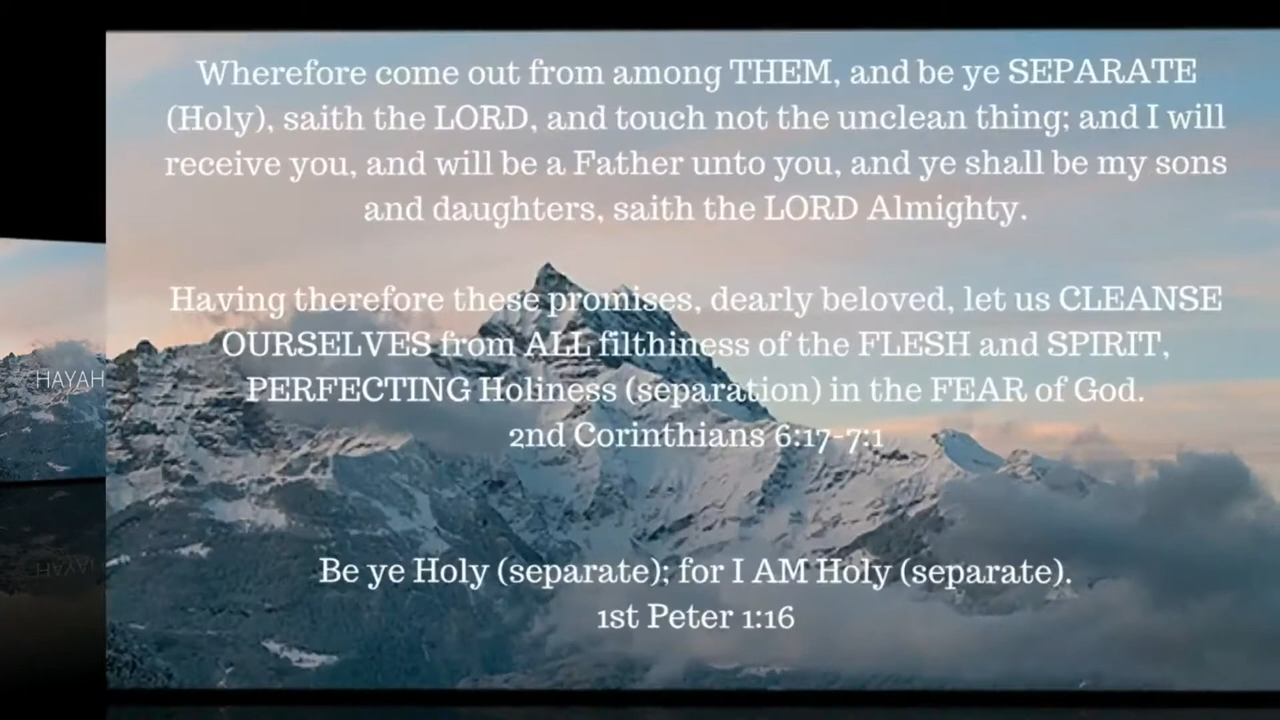 Wherefore come out from among THEM, and be ye SEPARATE
(Holy), saith the LORD, and touch not the unclean thing; and I will
receive you, and will be a Father unto you, and ye shall be my sons
and daughters, saith the LORD Almighty.
Having therefore these promises, dearly beloved, let us CLEANSE
OURSELVES from ALL filthiness of the FLESH and SPIRIT,
PERFECTING Holiness (separation) in the FEAR of God.
2nd Corinthians 6:17-7:1
Be ye Holy (separate); for I AM Holy (separate).
1st Peter 1:16
HAYAH